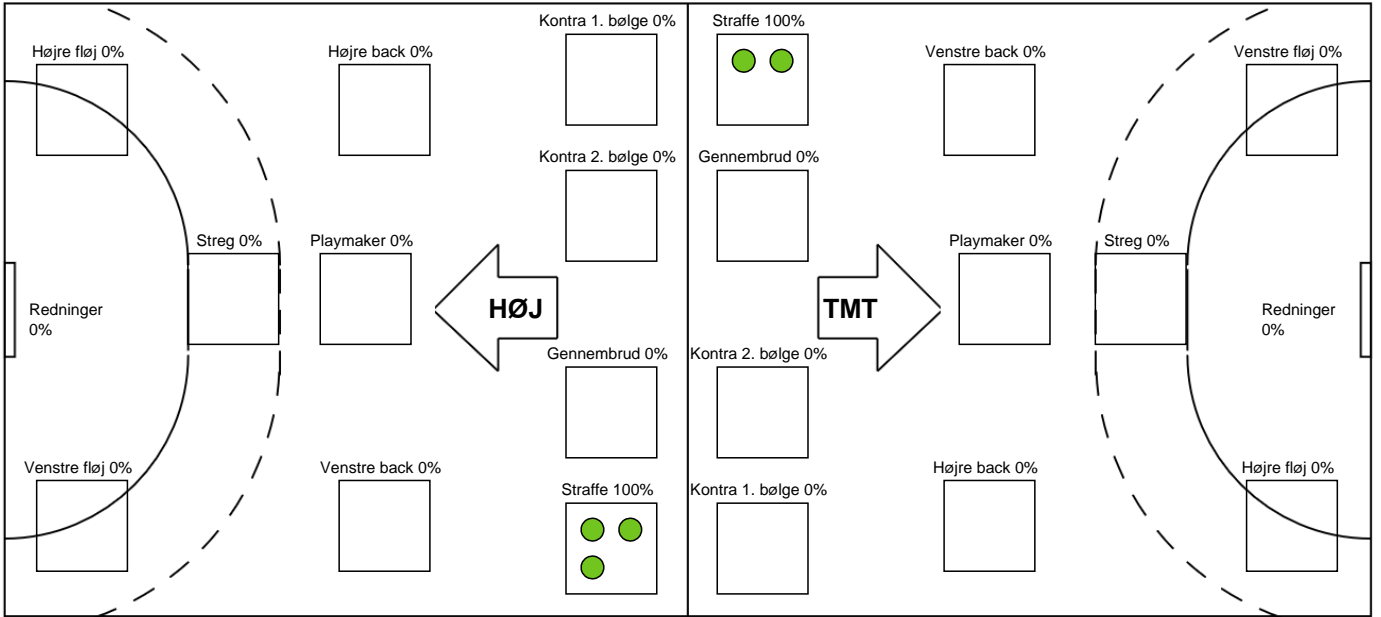 Kontra 1. bølge 0%
Straffe 100%
Højre fløj 0%
Højre back 0%
Venstre back 0%
Venstre fløj 0%
Kontra 2. bølge 0%
Gennembrud 0%
Streg 0%
Playmaker 0%
Playmaker 0%
Streg 0%
Redninger
0%
HØJ
TMT
Redninger
0%
Gennembrud 0%
Kontra 2. bølge 0%
Venstre fløj 0%
Venstre back 0%
Højre back 0%
Højre fløj 0%
Straffe 100%
Kontra 1. bølge 0%